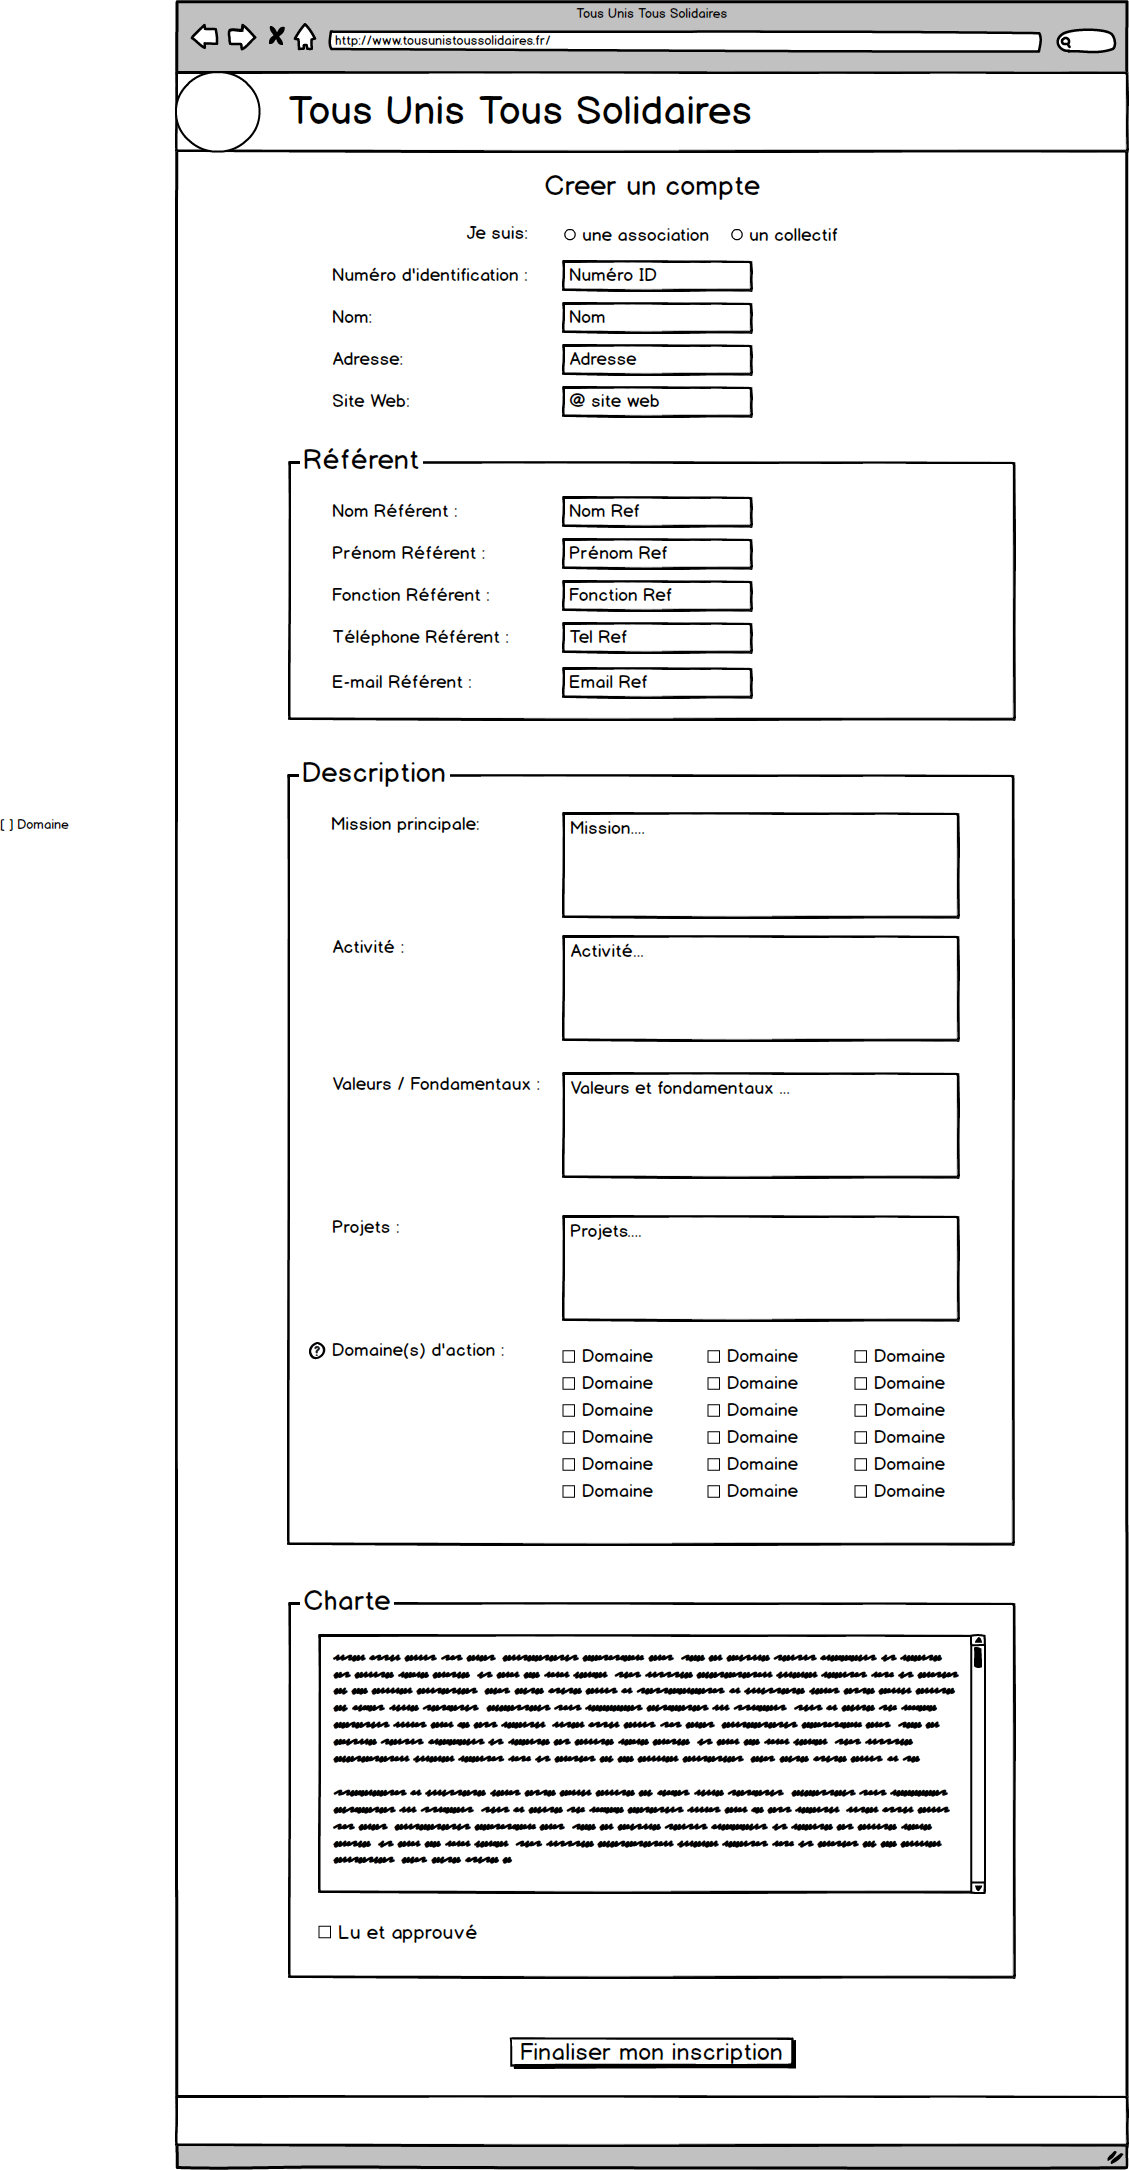 Tous Unis Tous Solidaires
http://www.tousunistoussolidaires.fr/
Tous Unis Tous Solidaires
Creer un compte
Je suis: une association un collectif
Numéro d'identification : Numéro ID
Nom: Nom
Adresse: Adresse
Site Web: @ site web
Référent
Nom Référent : Nom Ref
Prénom Référent : Prénom Ref
Fonction Référent : Fonction Ref
Téléphone Référent : Tel Ref
E-mail Référent : Email Ref
Description
[ ] Domaine
Mission principale: Mission....
Activité : Activité...
Valeurs / Fondamentaux : Valeurs et fondamentaux ...
Projets : Projets....
? Domaine(s) d'action : Domaine Domaine Domaine
Domaine Domaine Domaine
Domaine Domaine Domaine
Domaine Domaine Domaine
Domaine Domaine Domaine
Domaine Domaine Domaine
Charte
Lu et approuvé
Finaliser mon inscription